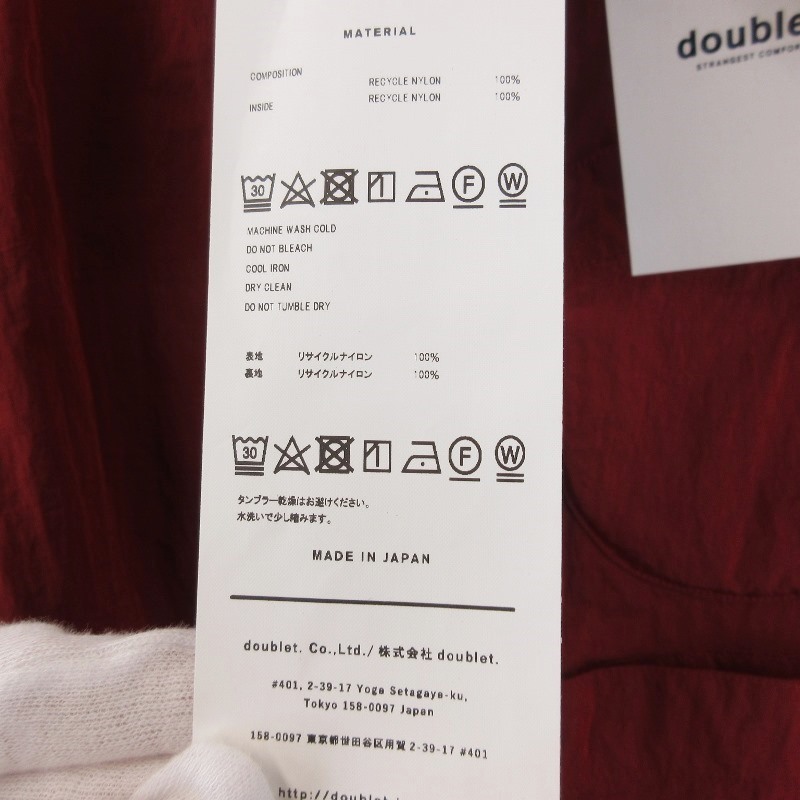 MATERIAL
COMPOSITION RECYCLE NYLON 100%
INSIDE RECYCLE NYLON 100%
30 F W
MACHINE WASH COLD
DO NOT BLEACH
COOL IRON
DRY CLEAN
DO NOT TUMBLE DRY
表地 リサイクルナイロン 100%
裏地 リサイクルナイロン 100%
30 F W
タンブラー乾燥はお避けください。
水洗いで少し縮みます。
MADE IN JAPAN
doublet. Co.,Ltd./ 株式会社 doublet.
#401, 2-39-17 Yoga Setagaya-ku,
Tokyo 158-0097 Japan
158-0097 東京都世田谷区用賀 2-39-17 #401
http://doublet
double
STRANGEST COMFOR